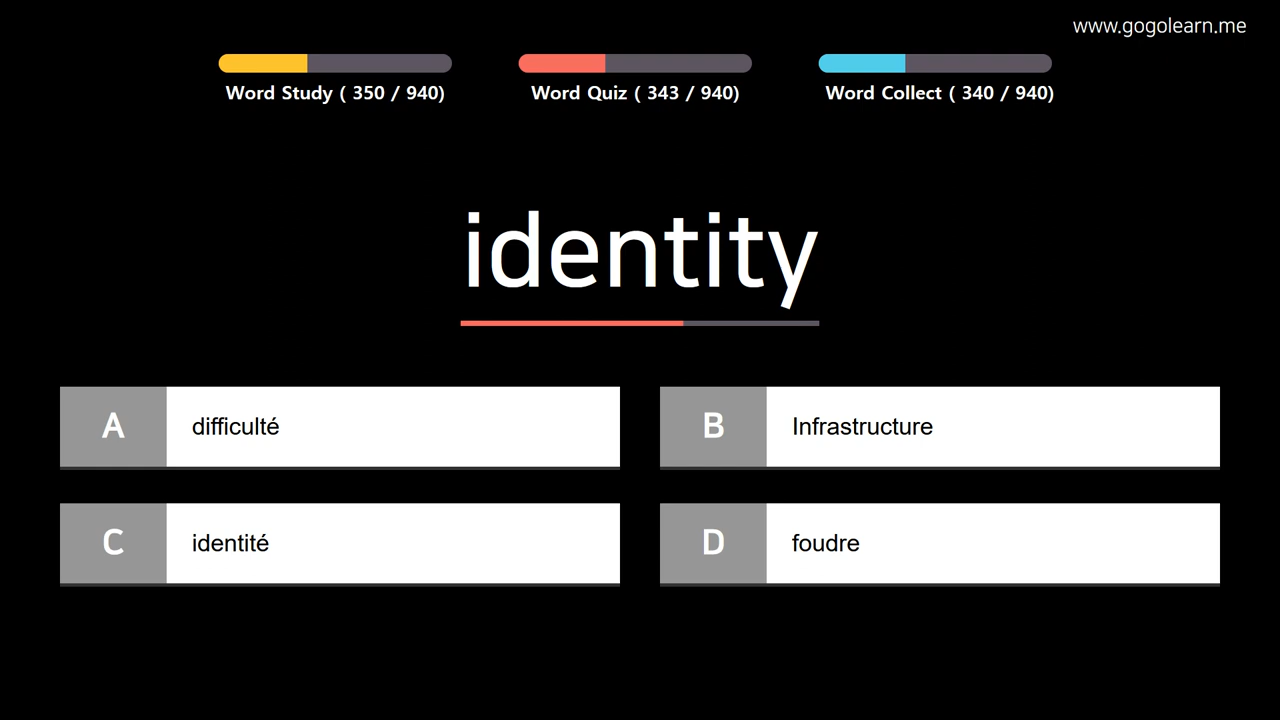 www.gogolearn.me
Word Study ( 350 / 940)
Word Quiz ( 343 / 940)
Word Collect ( 340 / 940)
identity
A
difficulté
B
Infrastructure
C
identité
D
foudre